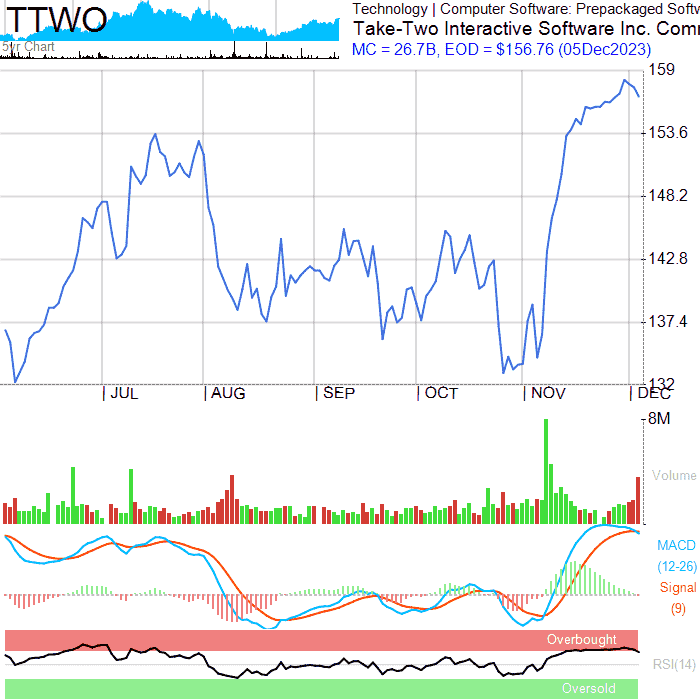 TTWO
5yr Chart
Technology | Computer Software: Prepackaged Softw
Take-Two Interactive Software Inc. Comm
MC = 26.7B, EOD = $156.76 (05Dec2023)
159
153.6
148.2
142.8
137.4
132
| JUL | AUG | SEP | OCT | NOV | DEC
8M
Volume
MACD
(12-26)
Signal
(9)
Overbought
RSI(14)
Oversold